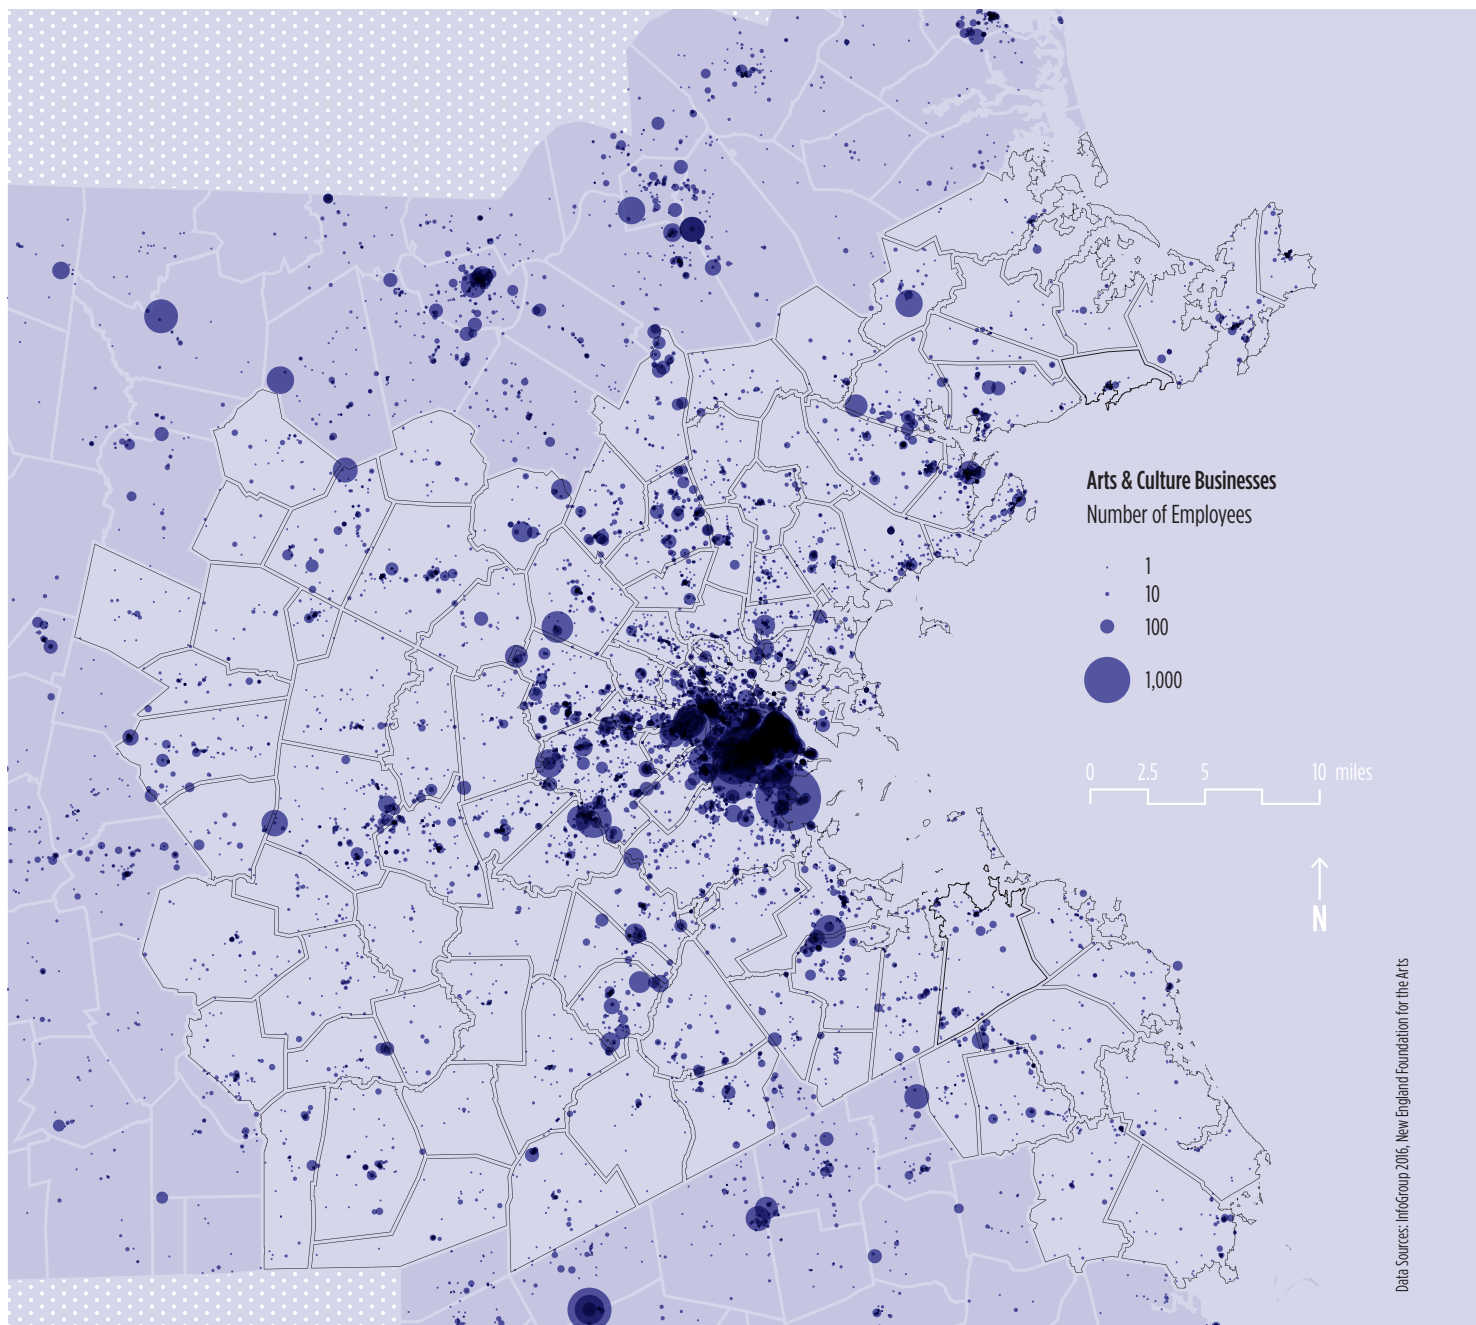 Arts & Culture Businesses
Number of Employees
1
10
100
1,000
0 2.5 5 10 miles
N
Data Sources: InfoGroup 2016, New England Foundation for the Arts